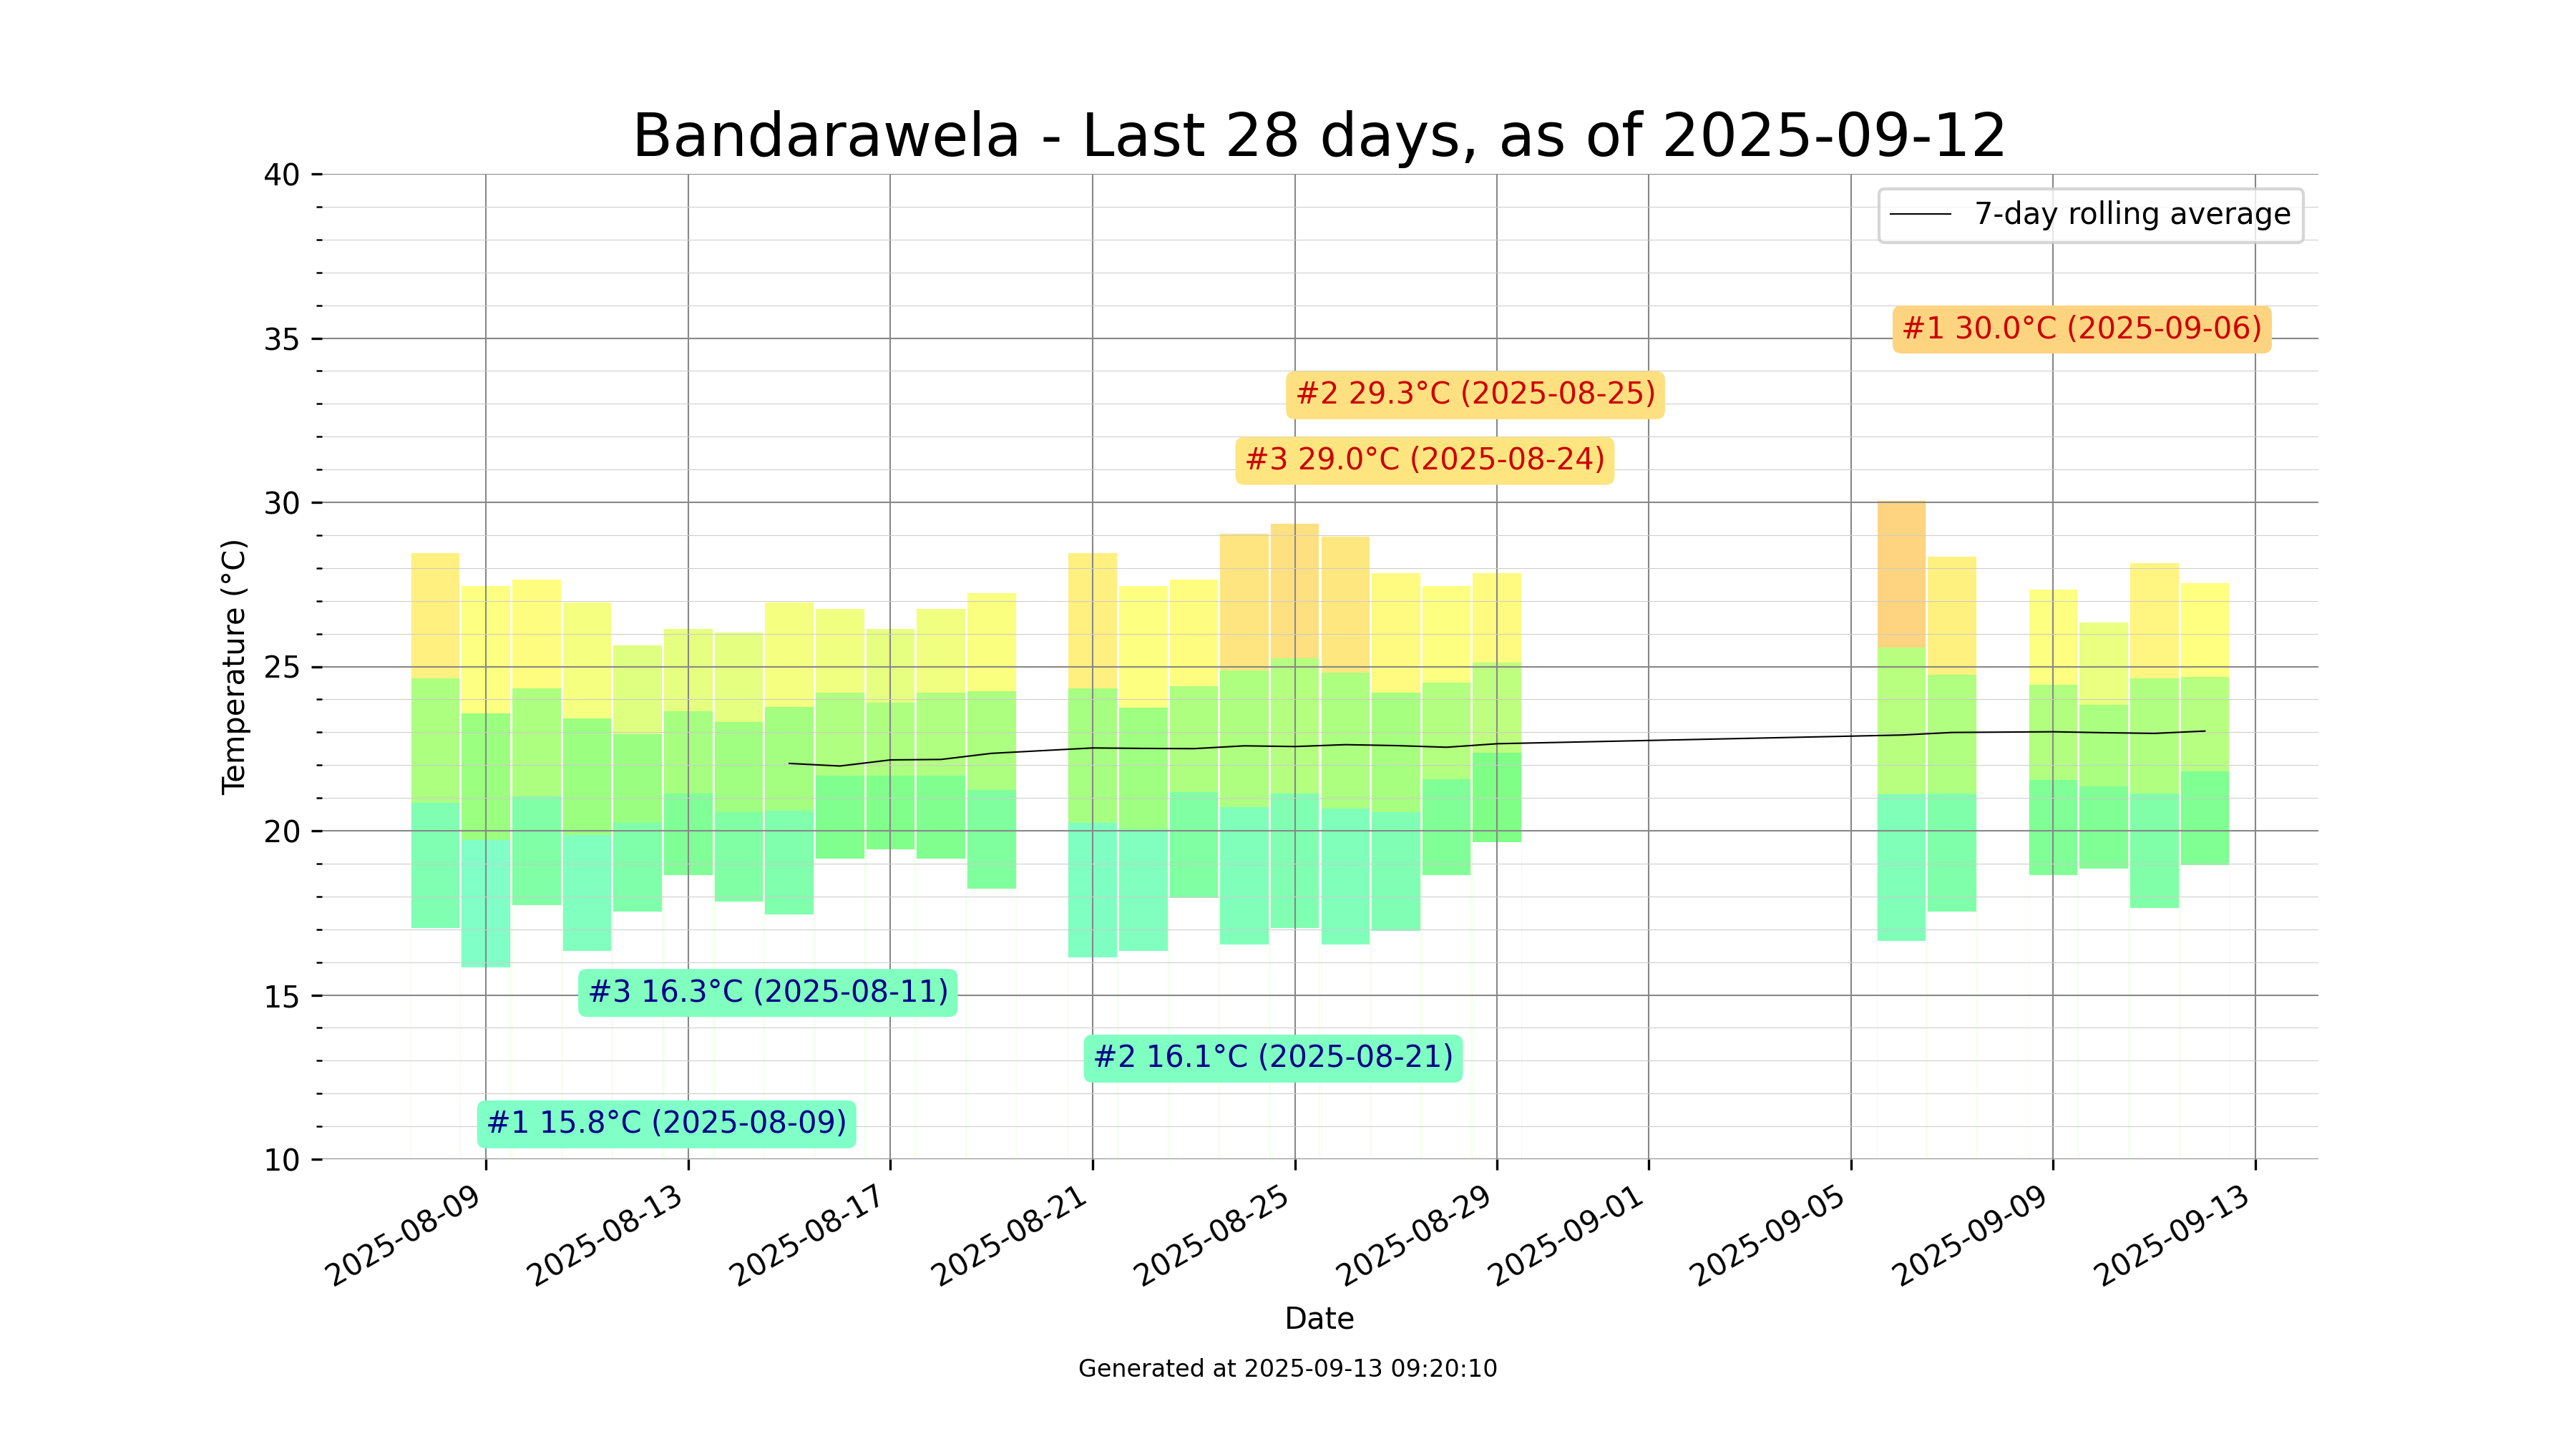 Bandarawela - Last 28 days, as of 2025-09-12
40
35
30
25
20
15
10
Temperature (°C)
7-day rolling average
#1 30.0°C (2025-09-06)
#2 29.3°C (2025-08-25)
#3 29.0°C (2025-08-24)
#3 16.3°C (2025-08-11)
#2 16.1°C (2025-08-21)
#1 15.8°C (2025-08-09)
2025-08-09
2025-08-13
2025-08-17
2025-08-21
2025-08-25
2025-08-29
2025-09-01
2025-09-05
2025-09-09
2025-09-13
Date
Generated at 2025-09-13 09:20:10